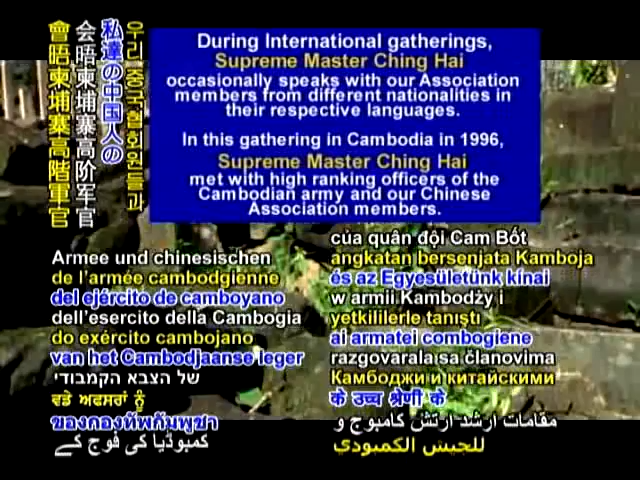 會晤柬埔寨高階軍官
会晤柬埔寨高阶军官
私達の中国人の
우리 중국협회원들과
During International gatherings,
Supreme Master Ching Hai
occasionally speaks with our Association
members from different nationalities in
their respective languages.
In this gathering in Cambodia in 1996,
Supreme Master Ching Hai
met with high ranking officers of the
Cambodian army and our Chinese
Association members.
Armee und chinesischen
de l'armée cambodgienne
del ejército de camboyano
dell'esercito della Cambogia
do exército cambojano
van het Cambodjaanse leger
של הצבא הקמבודי
ਵਡੇ ਅਫਸਰਾਂ ਨੂੰ
ของกองทัพกัมพูชา
کمبوڈیا کی فوج کے
của quân đội Cam Bốt
angkatan bersenjata Kamboja
és az Egyesületünk kínai
w armii Kambodży i
yetkililerle tanıştı
ai armatei combogiene
razgovarala sa članovima
Камбоджи и китайскими
के उच्च श्रेणी के
مقامات ارشد ارتش کامبوج و
للجيش الكمبودي